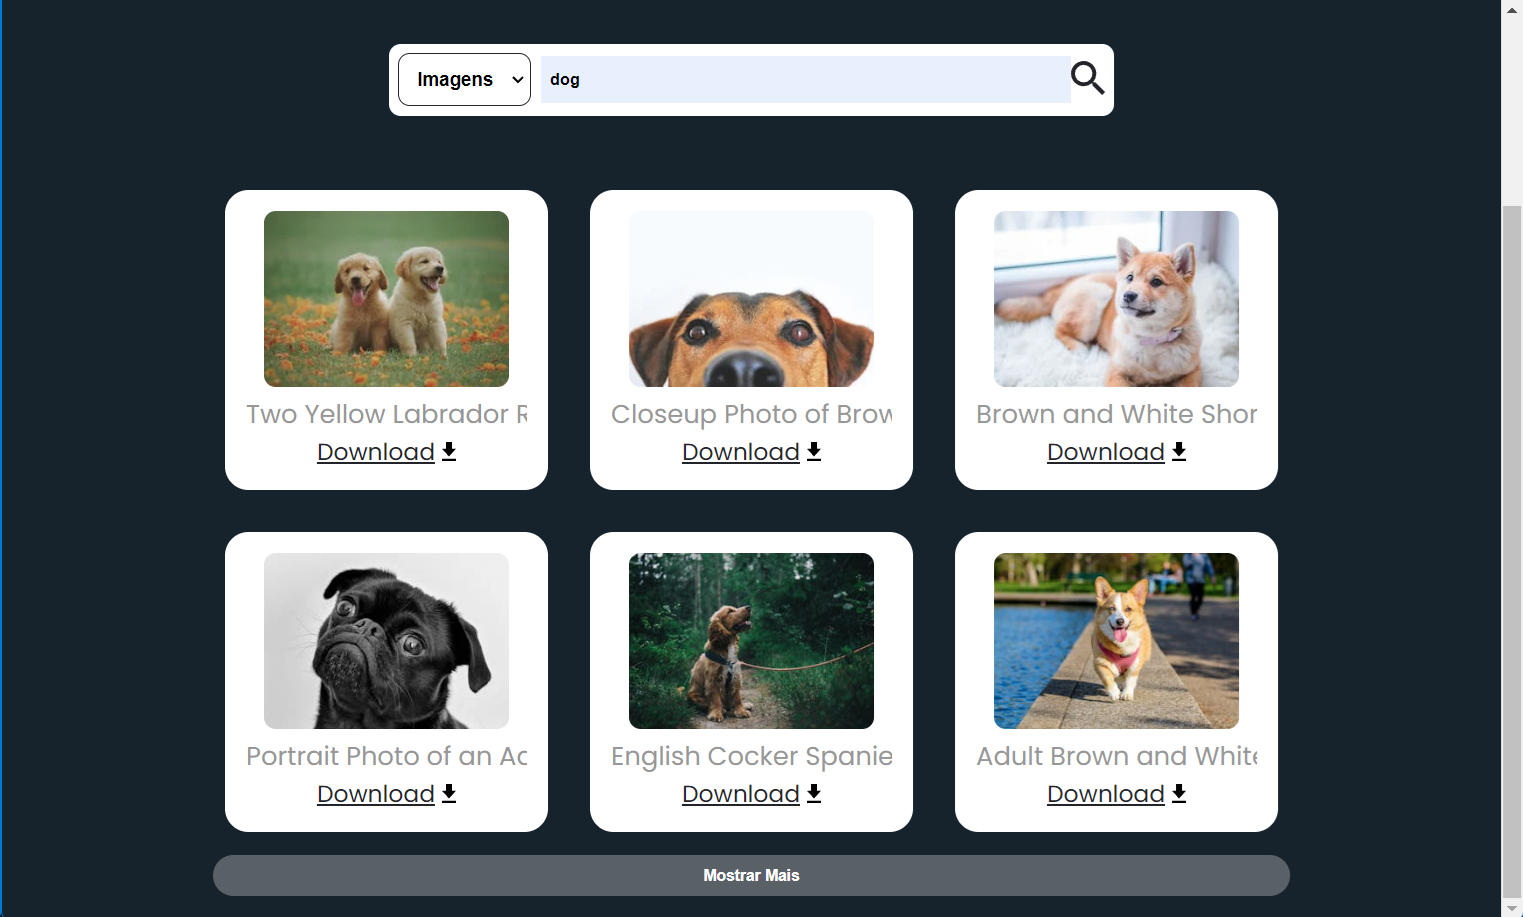 Imagens
dog
Two Yellow Labrador R
Closeup Photo of Brow
Brown and White Shor
Download
Download
Download
Portrait Photo of an Ad
English Cocker Spanie
Adult Brown and White
Download
Download
Download
Mostrar Mais